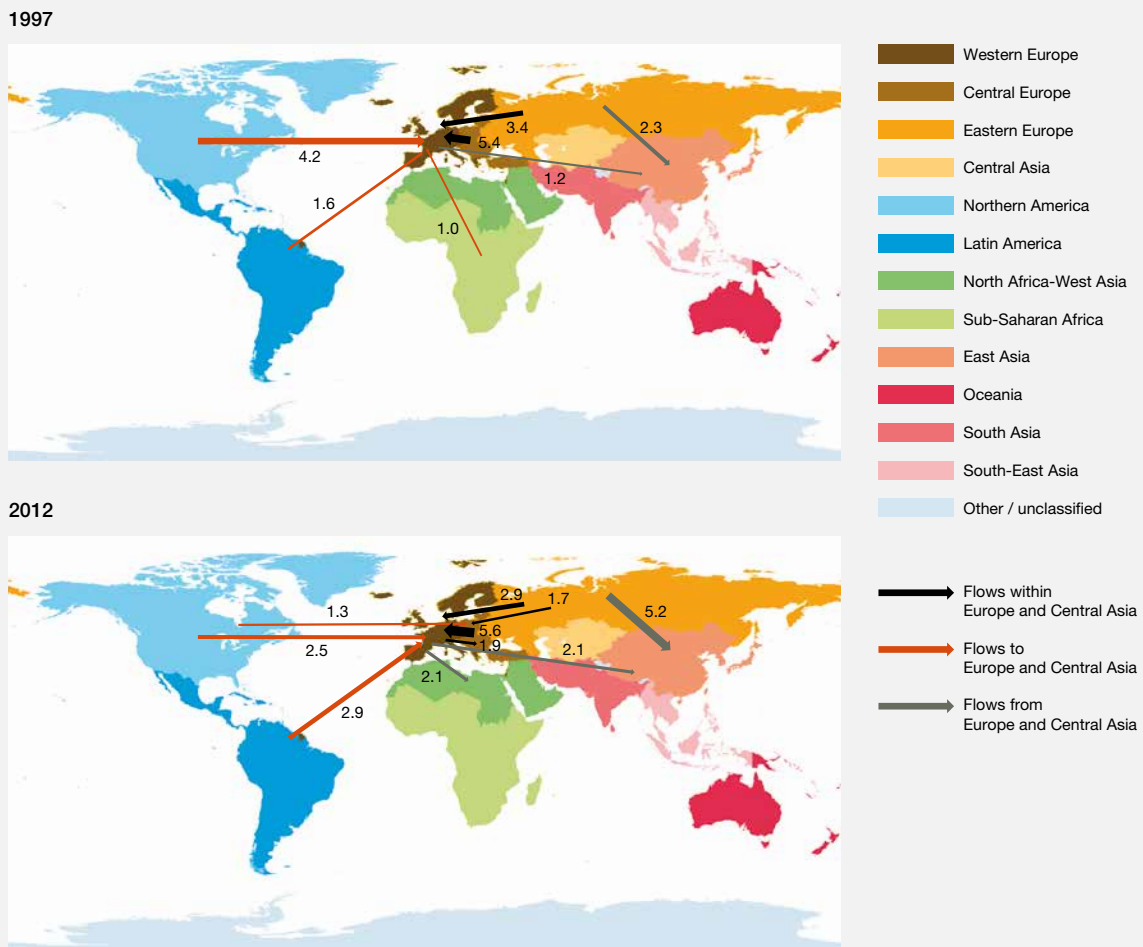 1997
3.4
2.3
5.4
4.2
1.2
1.6
1.0
Western Europe
Central Europe
Eastern Europe
Central Asia
Northern America
Latin America
North Africa-West Asia
Sub-Saharan Africa
East Asia
Oceania
South Asia
South-East Asia
Other / unclassified
2012
2.9
1.7
1.3
5.2
5.6
1.9
2.5
2.1
2.1
2.9
Flows within
Europe and Central Asia
Flows to
Europe and Central Asia
Flows from
Europe and Central Asia